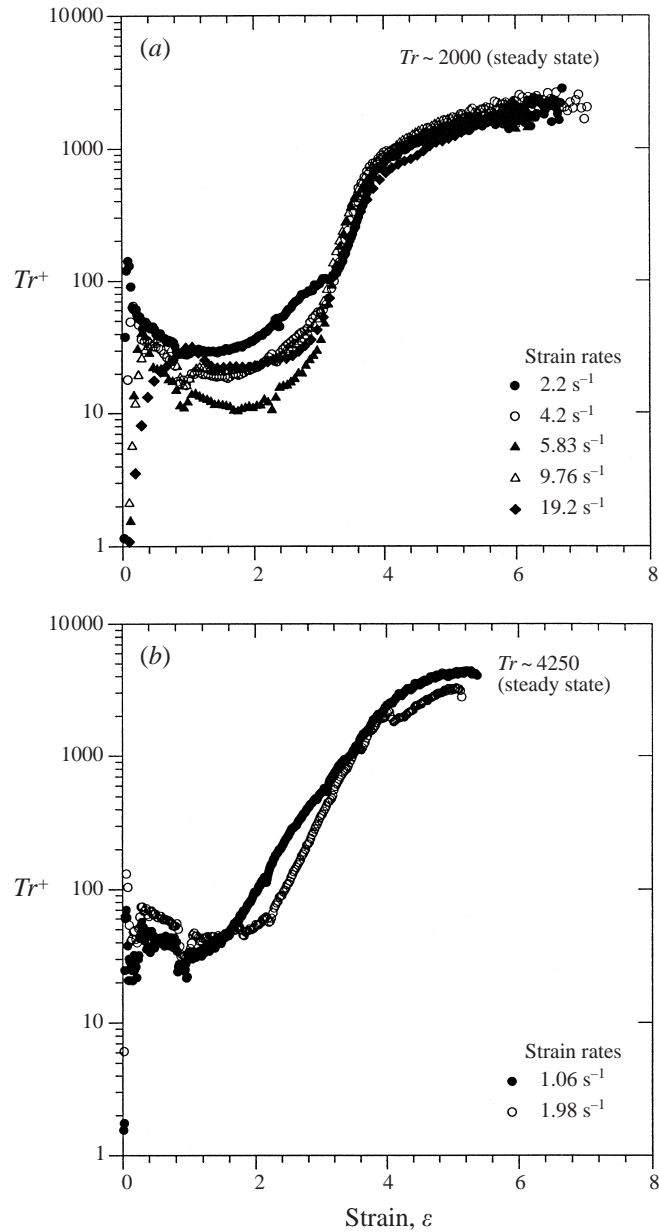 10000
(a)
Tr ~ 2000 (steady state)
1000
Tr+
100
10
1
Strain rates
2.2 s–1
4.2 s–1
5.83 s–1
9.76 s–1
19.2 s–1
0 2 4 6 8
10000
(b)
Tr ~ 4250
(steady state)
1000
Tr+
100
10
1
Strain rates
1.06 s–1
1.98 s–1
0 2 4 6 8
Strain, ε